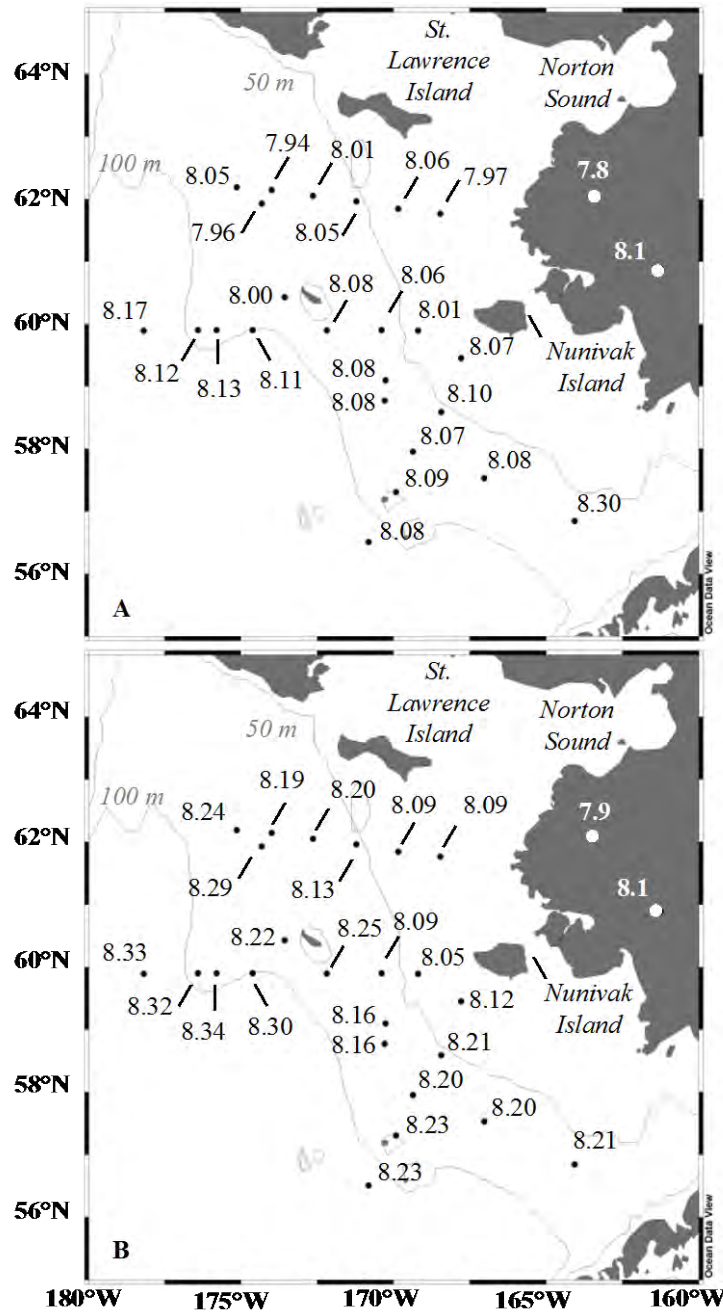 St.
Lawrence
Island
Norton
Sound
64°N
50 m
7.94
8.01
100 m
8.05
8.06
7.97
7.8
62°N
7.96
8.05
8.1
8.00
8.08
8.06
8.17
8.01
60°N
8.12
8.13
8.11
8.07
Nunivak
Island
8.08
8.08
8.10
58°N
8.07
8.08
8.09
8.30
8.08
56°N
A
Ocean Data View
St.
Lawrence
Island
Norton
Sound
64°N
50 m
8.19
8.20
100 m
8.24
8.09
8.09
7.9
62°N
8.29
8.13
8.1
8.22
8.25
8.09
8.33
8.05
60°N
8.32
8.34
8.30
8.12
Nunivak
Island
8.16
8.16
8.21
58°N
8.20
8.20
8.23
8.21
8.23
56°N
B
Ocean Data View
180°W
175°W
170°W
165°W
160°W